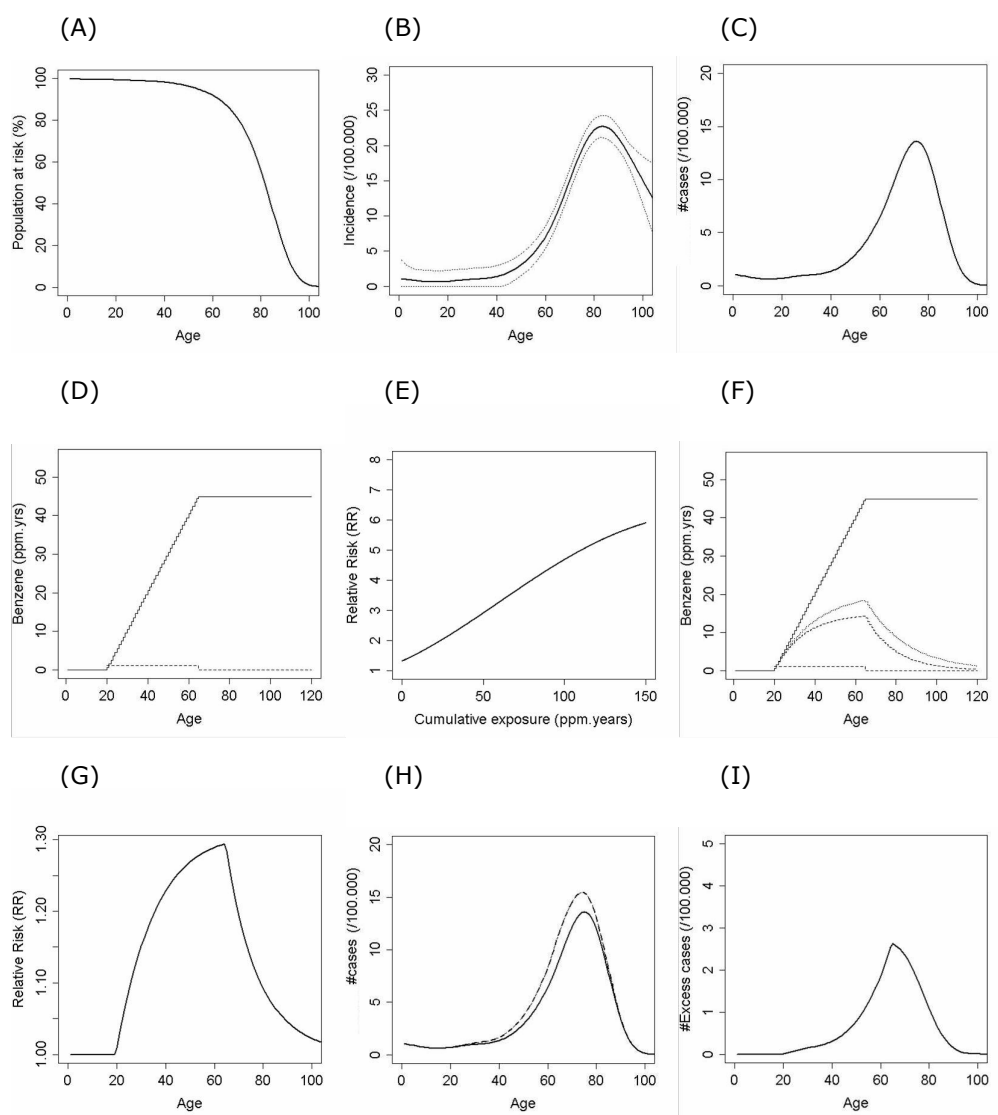 (A) (B) (C)
Population at risk (%)
0 20 40 60 80 100
0 20 40 60 80 100
Age
Incidence (/100.000)
0 5 10 15 20 25 30
0 20 40 60 80 100
Age
#cases (/100.000)
0 5 10 15 20
0 20 40 60 80 100
Age
(D) (E) (F)
Benzene (ppm.yrs)
0 10 20 30 40 50
0 20 40 60 80 100 120
Age
Relative Risk (RR)
1 2 3 4 5 6 7 8
0 50 100 150
Cumulative exposure (ppm.years)
Benzene (ppm.yrs)
0 10 20 30 40 50
0 20 40 60 80 100 120
Age
(G) (H) (I)
Relative Risk (RR)
1.00 1.10 1.20 1.30
0 20 40 60 80 100
Age
#cases (/100.000)
0 5 10 15 20
0 20 40 60 80 100
Age
#Excess cases (/100.000)
0 1 2 3 4 5
0 20 40 60 80 100
Age